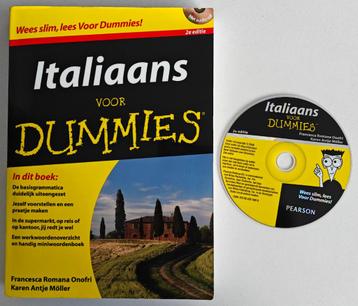 Wees slim, lees Voor Dummies!
2e editie
Italiaans
VOOR
DUMMIES
In dit boek:
De basisgrammatica
duidelijk uiteengezet
Jezelf voorstellen en een
praatje maken
In de supermarkt, op reis of
op kantoor, jij redt je wel
Een werkwoordenoverzicht
en handig miniwoordenboek
Francesca Romana Onofri
Karen Antje Möller
Italiaans
VOOR
DUMMIES
2e editie
Francesca Romana Onofri
Karen Antje Möller
Wees slim, lees
Voor Dummies!
PEARSON